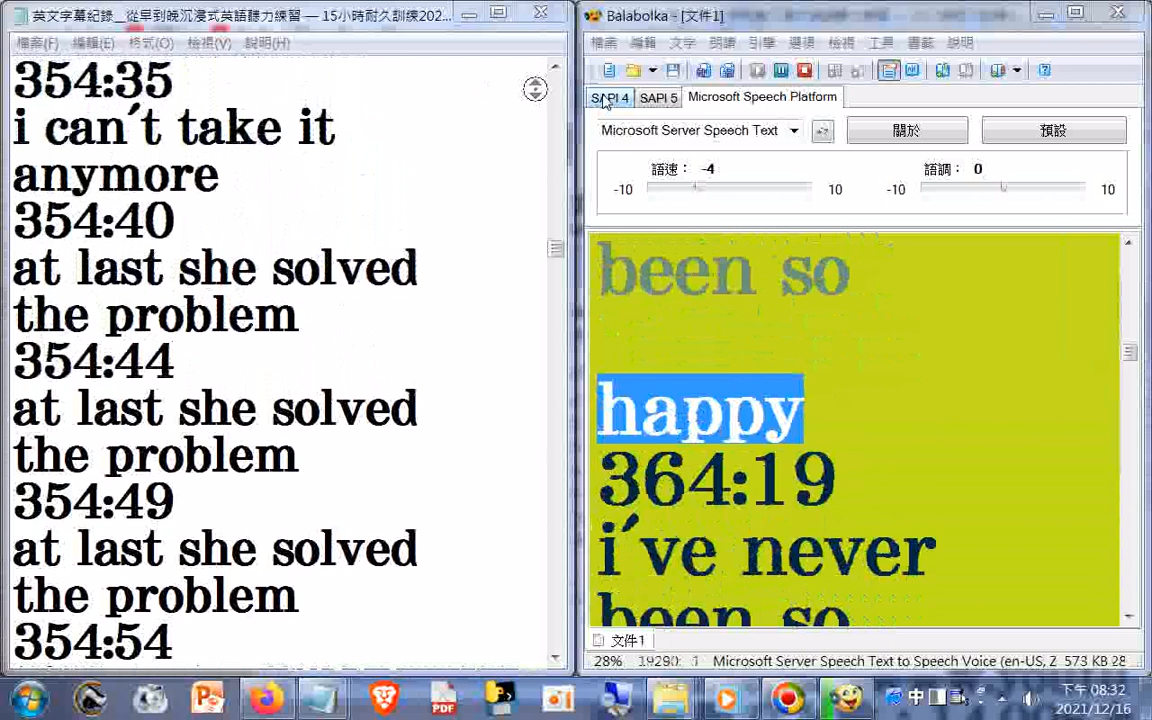 英文字幕紀錄__從早到晚沉浸式英語聽力練習 — 15小時耐久訓練202...
檔案(F) 編輯(E) 格式(O) 檢視(V) 說明(H)
354:35
i can't take it
anymore
354:40
at last she solved
the problem
354:44
at last she solved
the problem
354:49
at last she solved
the problem
354:54
Balabolka - [文件1]
檔案 編輯 文字 朗讀 引擎 選項 檢視 工具 書籤 說明
SAPI 4 SAPI 5 Microsoft Speech Platform
Microsoft Server Speech Text 關於 預設
語速： -4 語調： 0
-10 10 -10 10
been so
happy
364:19
i've never
been so
文件1
28% 19290: 1 Microsoft Server Speech Text to Speech Voice (en-US, Z 573 KB 28
中
下午 08:32
2021/12/16